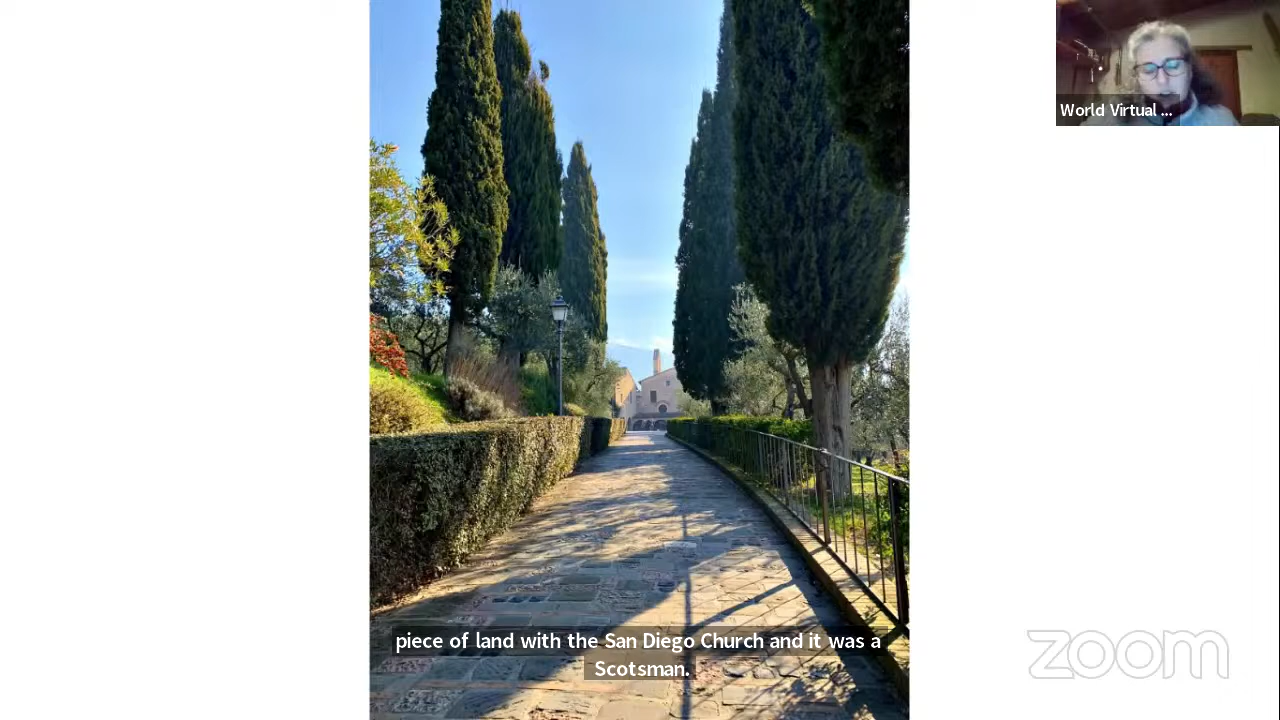 World Virtual ...
piece of land with the San Diego Church and it was a
Scotsman.
zoom